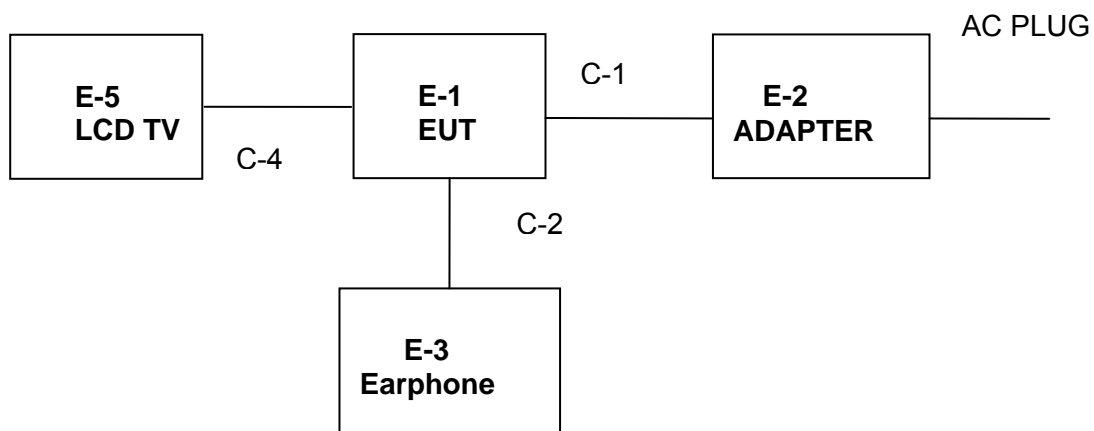 AC PLUG
E-5
LCD TV
C-4
E-1
EUT
C-1
E-2
ADAPTER
C-2
E-3
Earphone